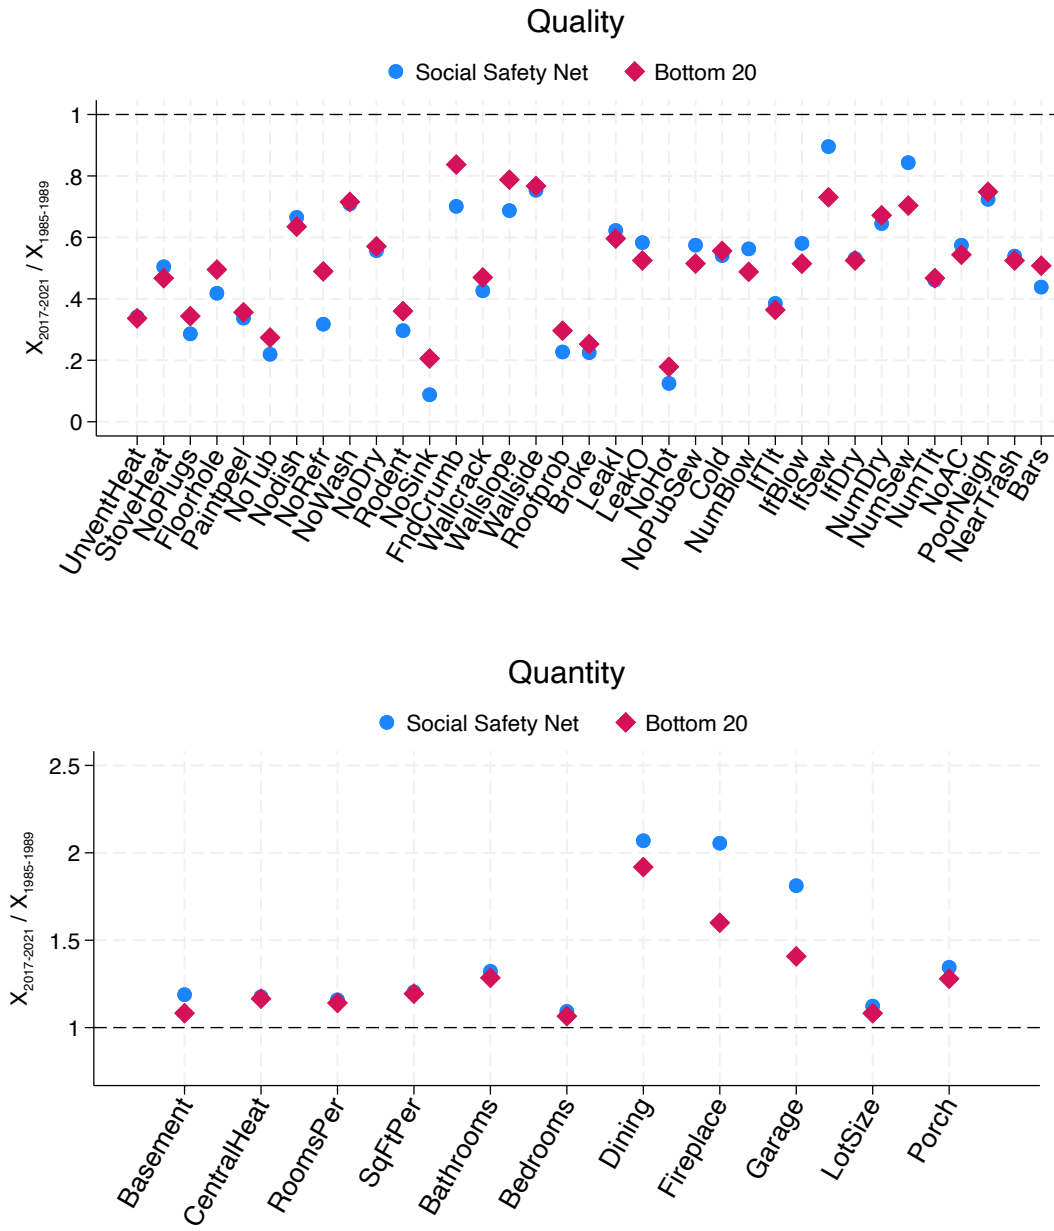 Quality
Social Safety Net Bottom 20
X2017-2021 / X1985-1989
1
.8
.6
.4
.2
0
UnventHeat
StoveHeat
NoPlugs
Floorhole
Paintpeel
NoTub
Nodish
NoRefr
NoWash
NoDry
Rodent
NoSink
FndCrumb
Wallcrack
Wallslope
Wallside
Roofprob
Broke
LeakI
LeakO
NoHot
NoPubSew
Cold
NumBlow
IfTlt
IfBlow
IfSew
IfDry
NumDry
NumSew
NumTlt
NoAC
PoorNeigh
NearTrash
Bars
Quantity
Social Safety Net Bottom 20
X2017-2021 / X1985-1989
2.5
2
1.5
1
Basement
CentralHeat
RoomsPer
SqFtPer
Bathrooms
Bedrooms
Dining
Fireplace
Garage
LotSize
Porch